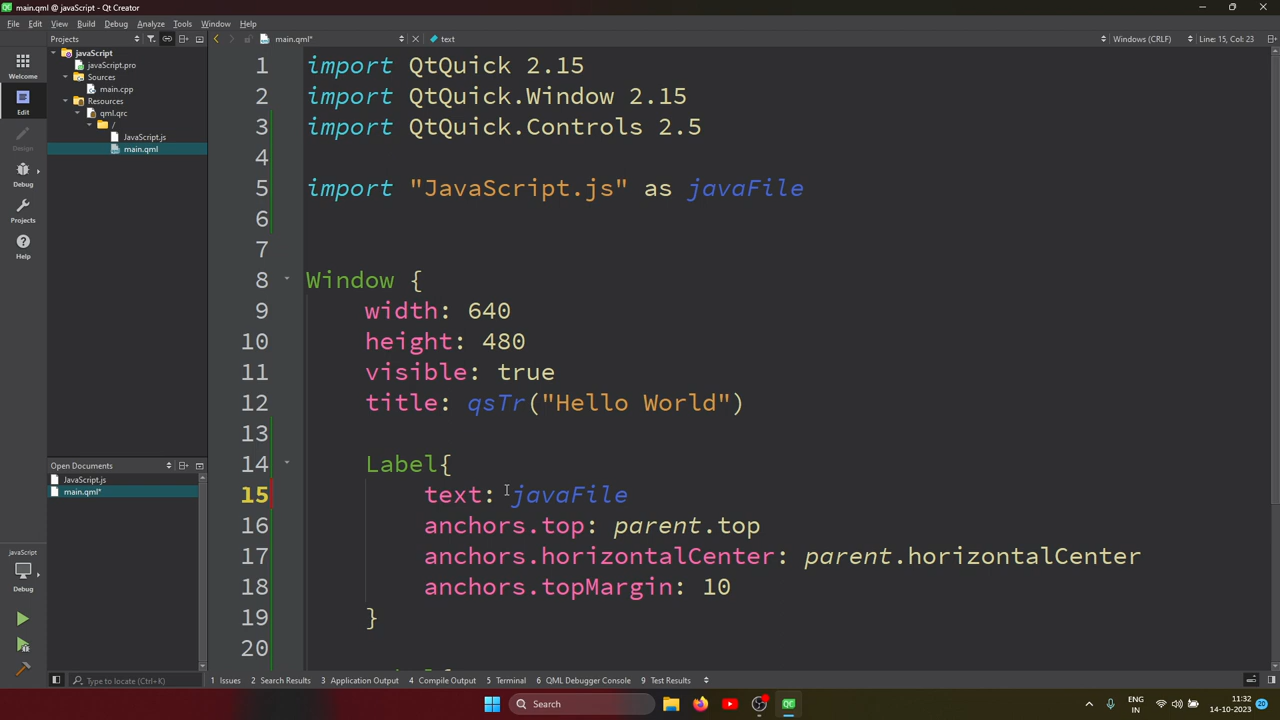 main.qml @ javaScript - Qt Creator
File Edit View Build Debug Analyze Tools Window Help
Projects
main.qml*
text
Windows (CRLF)
Line: 15, Col: 23
Welcome
Edit
Design
Debug
Projects
Help
javaScript
Debug
javaScript
javaScript.pro
Sources
main.cpp
Resources
qml.qrc
/
JavaScript.js
main.qml
Open Documents
JavaScript.js
main.qml*
1 import QtQuick 2.15
2 import QtQuick.Window 2.15
3 import QtQuick.Controls 2.5
4
5 import "JavaScript.js" as javaFile
6
7
8 Window {
9 width: 640
10 height: 480
11 visible: true
12 title: qsTr("Hello World")
13
14 Label{
15 text: javaFile
16 anchors.top: parent.top
17 anchors.horizontalCenter: parent.horizontalCenter
18 anchors.topMargin: 10
19 }
20
Type to locate (Ctrl+K)
1 Issues 2 Search Results 3 Application Output 4 Compile Output 5 Terminal 6 QML Debugger Console 9 Test Results
Search
ENG
IN
11:32
14-10-2023